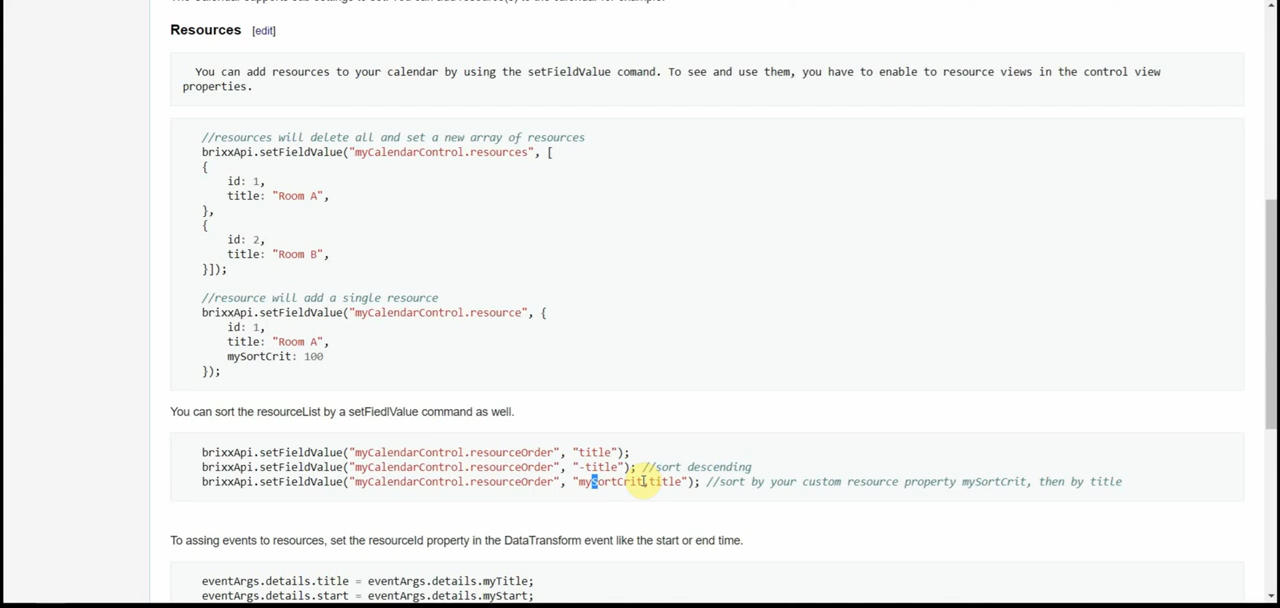 Resources [edit]
You can add resources to your calendar by using the setFieldValue comand. To see and use them, you have to enable to resource views in the control view
properties.
//resources will delete all and set a new array of resources
brixxApi.setFieldValue("myCalendarControl.resources", [
{
id: 1,
title: "Room A",
},
{
id: 2,
title: "Room B",
}]);
//resource will add a single resource
brixxApi.setFieldValue("myCalendarControl.resource", {
id: 1,
title: "Room A",
mySortCrit: 100
});
You can sort the resourceList by a setFiedlValue command as well.
brixxApi.setFieldValue("myCalendarControl.resourceOrder", "title");
brixxApi.setFieldValue("myCalendarControl.resourceOrder", "-title"); //sort descending
brixxApi.setFieldValue("myCalendarControl.resourceOrder", "mySortCrit,title"); //sort by your custom resource property mySortCrit, then by title
To assing events to resources, set the resourceId property in the DataTransform event like the start or end time.
eventArgs.details.title = eventArgs.details.myTitle;
eventArgs.details.start = eventArgs.details.myStart;